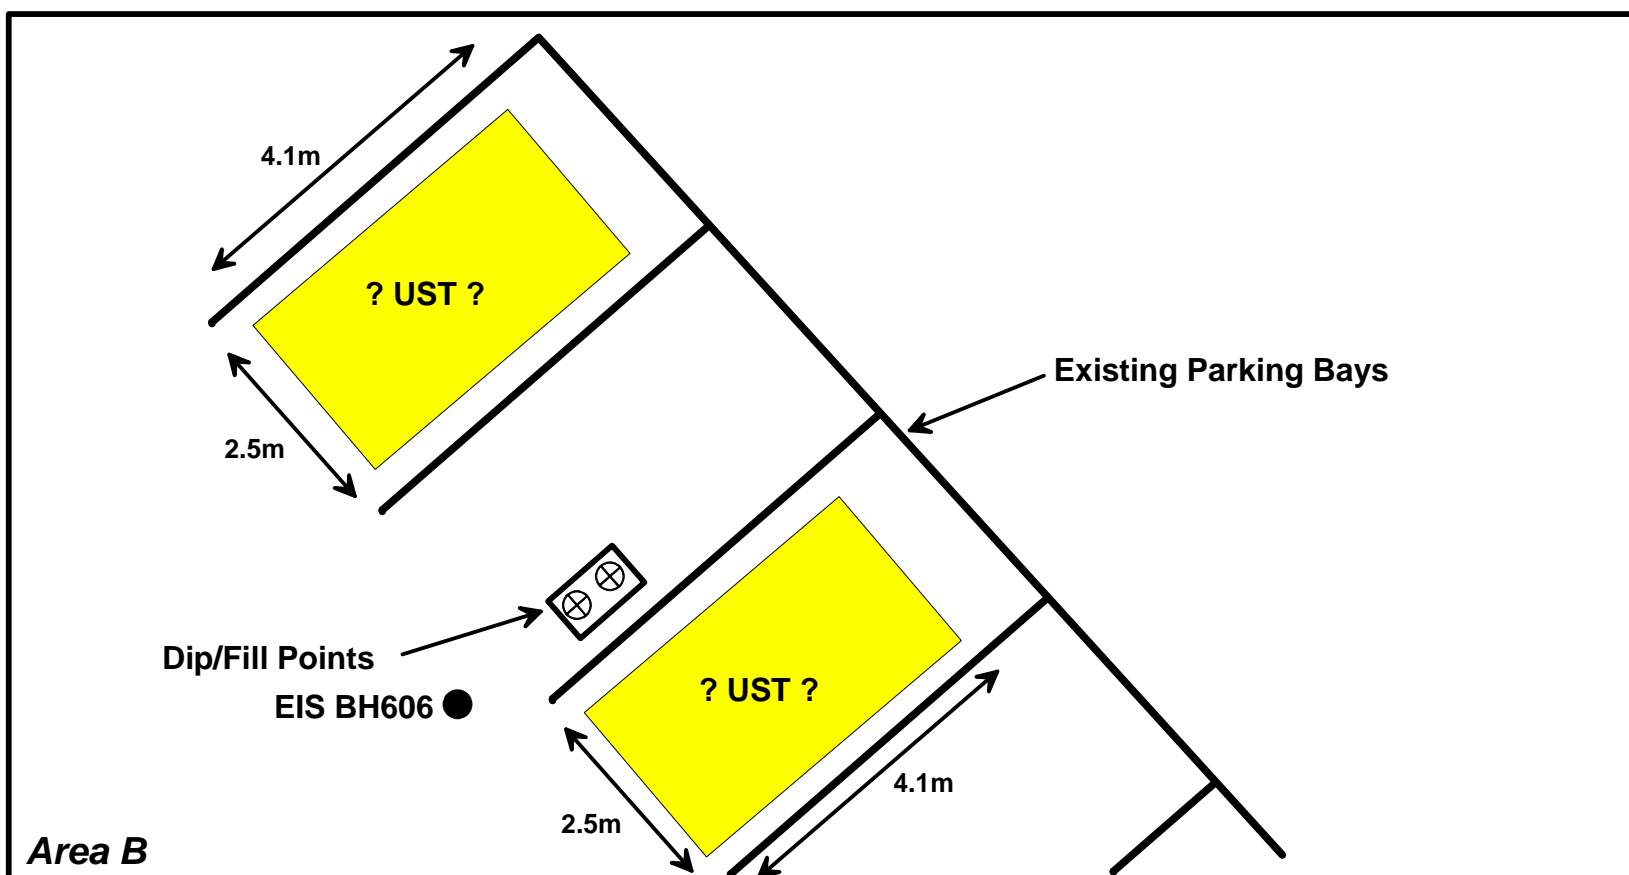 4.1m
? UST ?
Existing Parking Bays
2.5m
Dip/Fill Points
? UST ?
EIS BH606
4.1m
2.5m
Area B